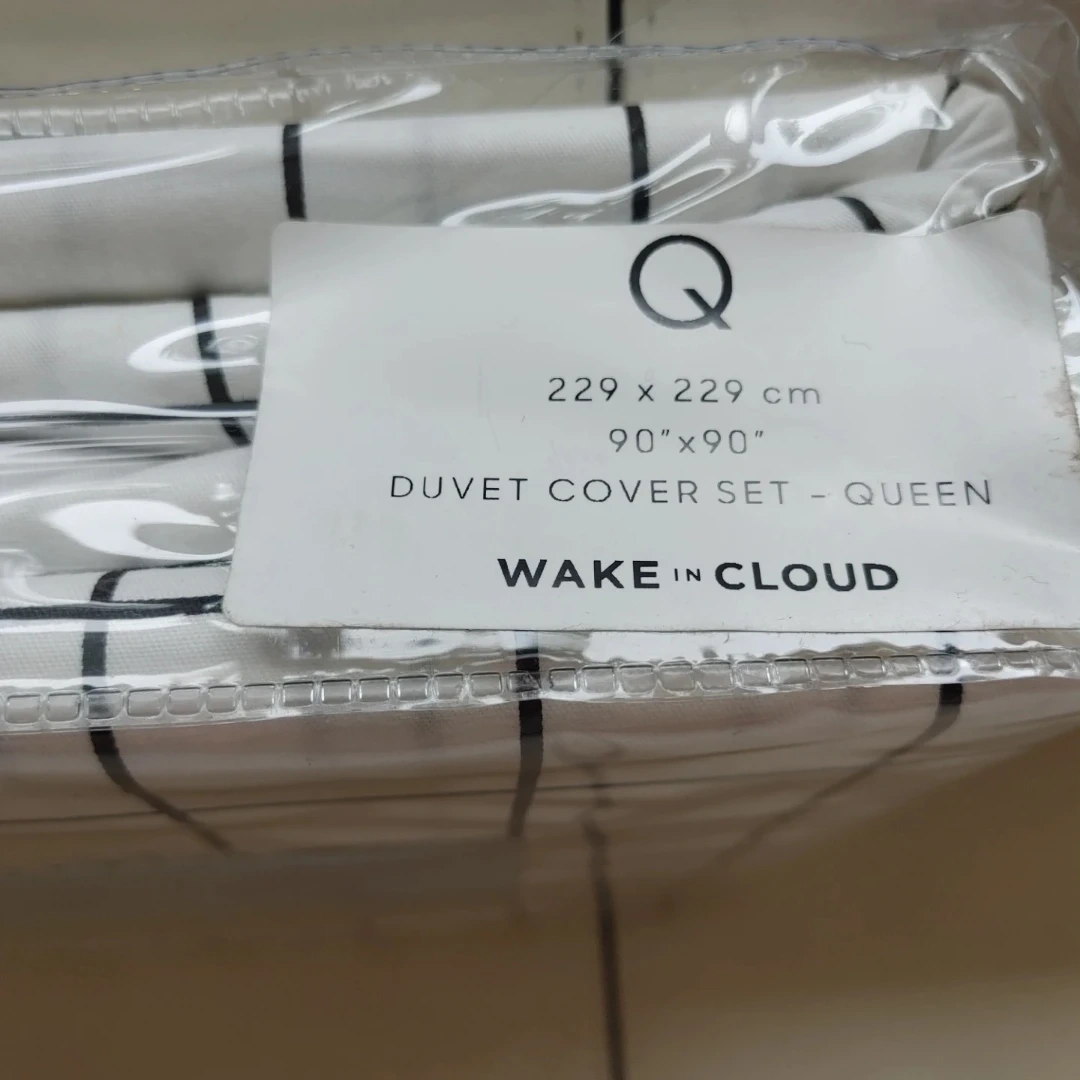 Q
229 x 229 cm
90"x90"
DUVET COVER SET - QUEEN
WAKE IN CLOUD